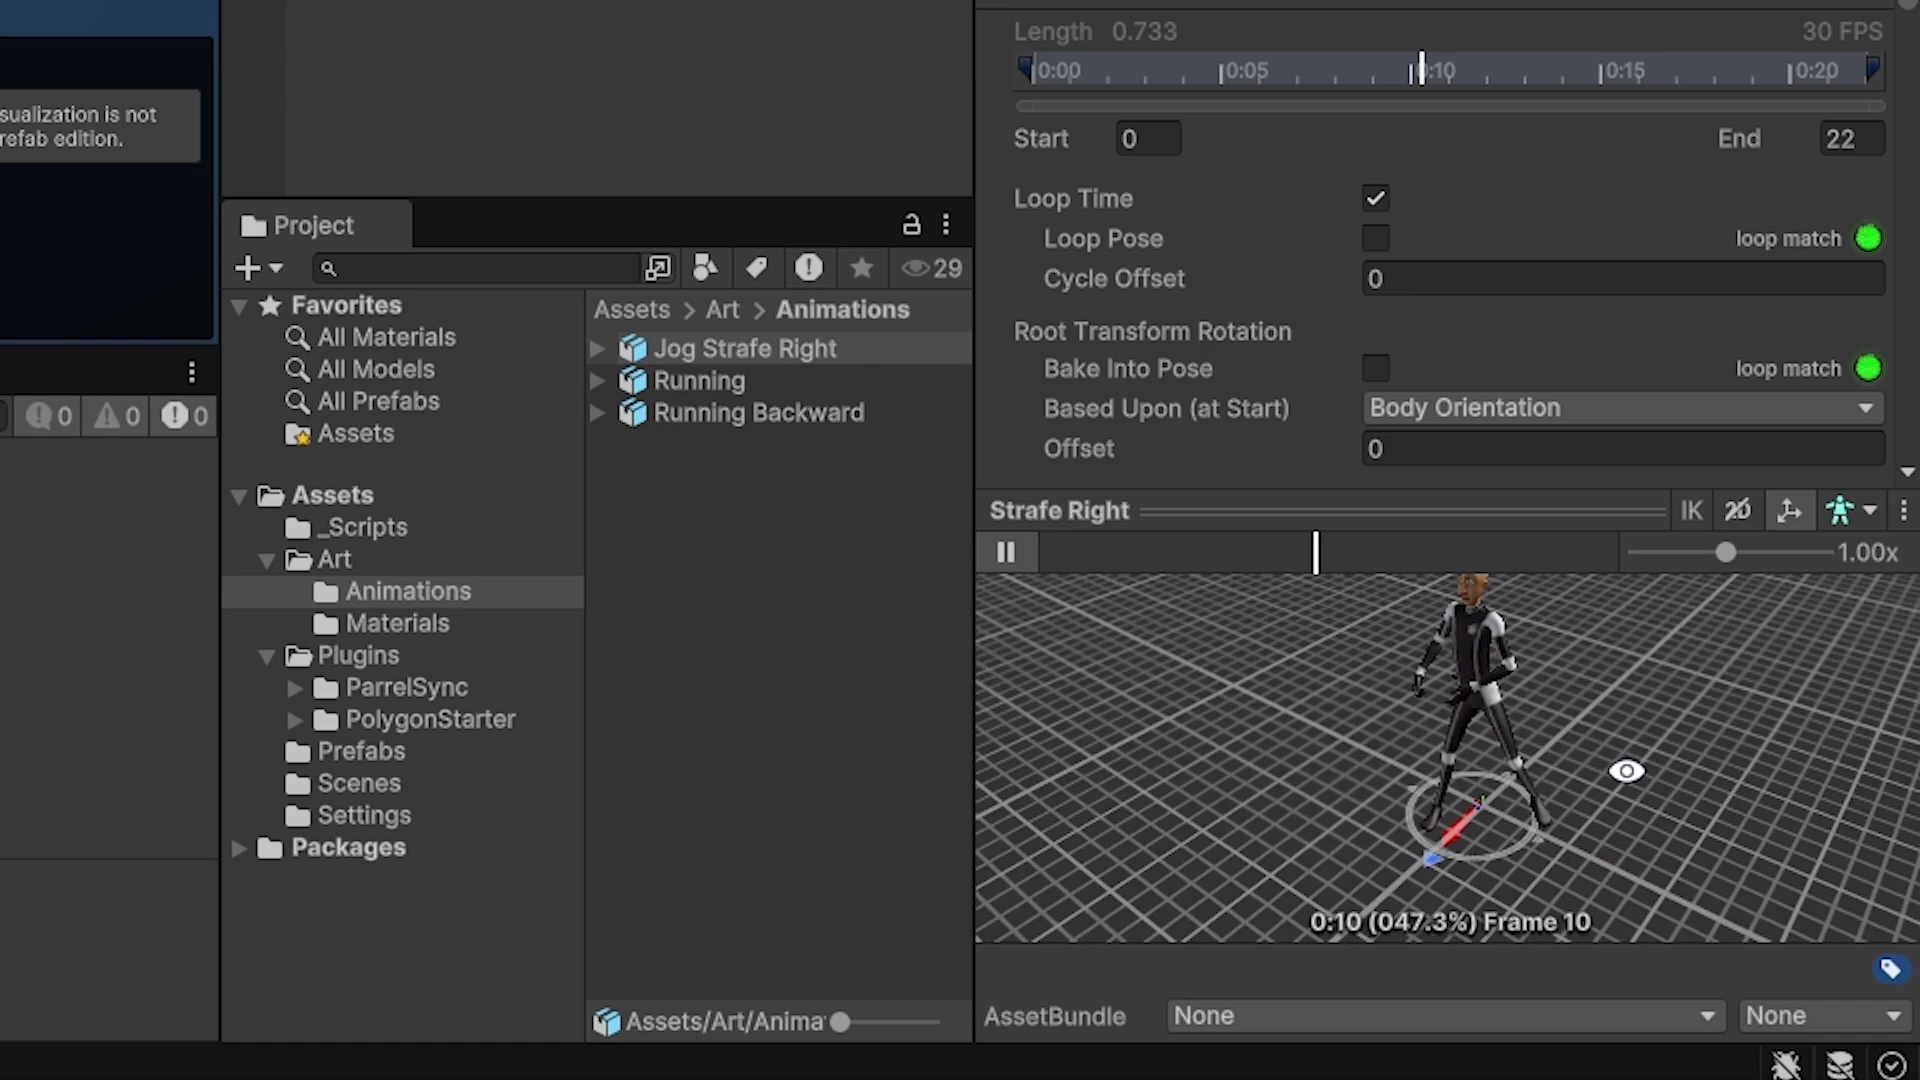 sualization is not
refab edition.
0
0
0
Project
29
Favorites
All Materials
All Models
All Prefabs
Assets
Assets
_Scripts
Art
Animations
Materials
Plugins
ParrelSync
PolygonStarter
Prefabs
Scenes
Settings
Packages
Assets > Art > Animations
Jog Strafe Right
Running
Running Backward
Assets/Art/Anima
Length 0.733
30 FPS
0:00 0:05 0:10 0:15 0:20
Start 0
End 22
Loop Time
Loop Pose
loop match
Cycle Offset 0
Root Transform Rotation
Bake Into Pose
loop match
Based Upon (at Start) Body Orientation
Offset 0
Strafe Right
IK
2D
1.00x
0:10 (047.3%) Frame 10
AssetBundle None None